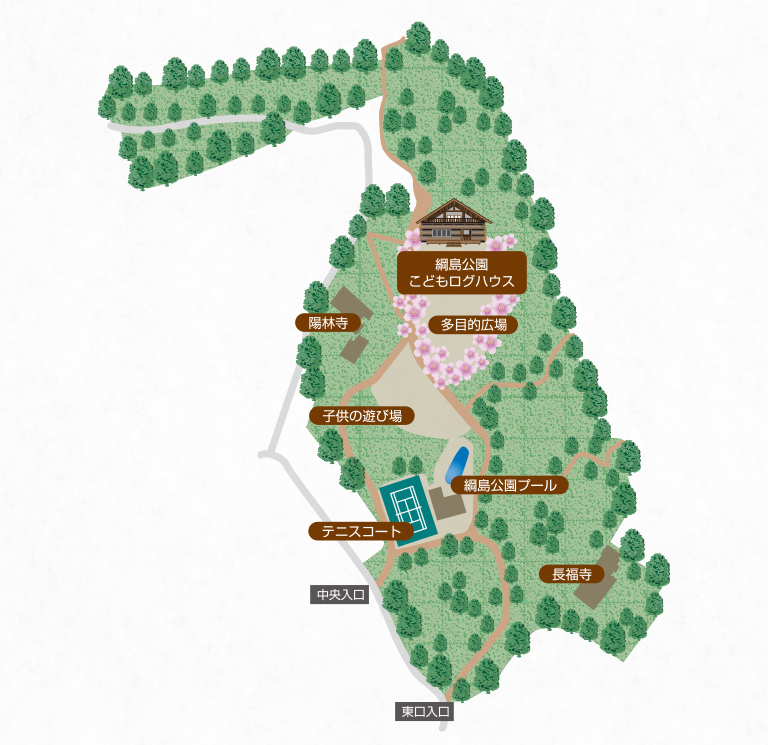 綱島公園
こどもログハウス
多目的広場
陽林寺
子供の遊び場
綱島公園プール
テニスコート
長福寺
中央入口
東口入口